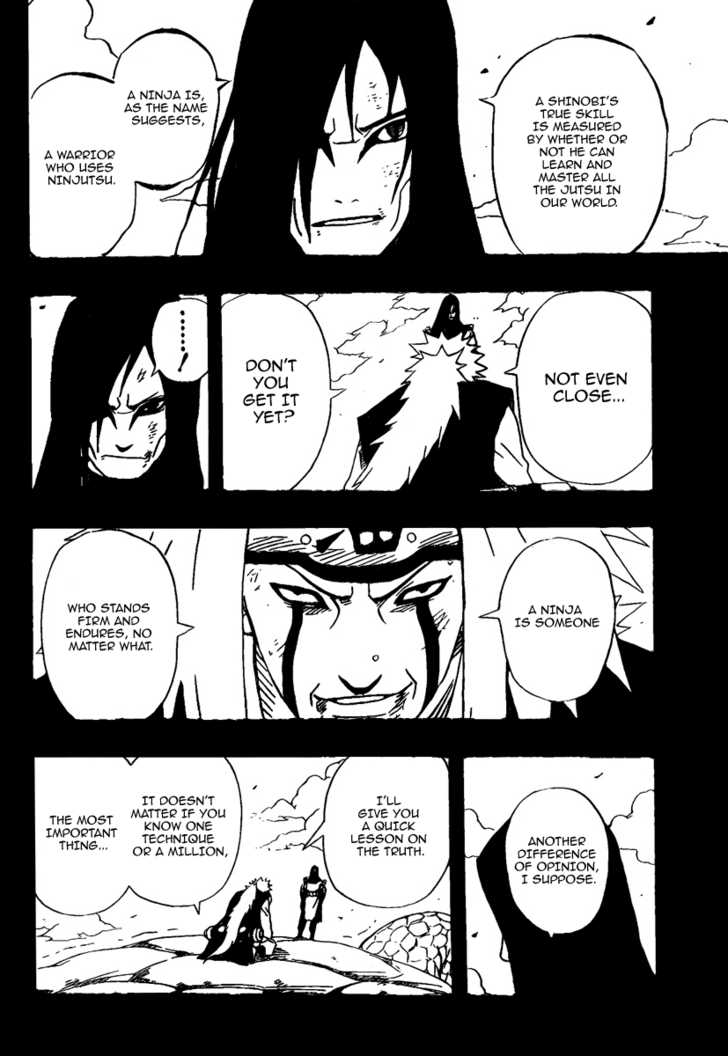 A SHINOBI'S
TRUE SKILL
IS MEASURED
BY WHETHER OR
NOT HE CAN
LEARN AND
MASTER ALL
THE JUTSU IN
OUR WORLD.
A NINJA IS,
AS THE NAME
SUGGESTS,
A WARRIOR
WHO USES
NINJUTSU.
NOT EVEN
CLOSE...
DON'T
YOU
GET IT
YET?
......!
A NINJA
IS SOMEONE
WHO STANDS
FIRM AND
ENDURES, NO
MATTER WHAT.
ANOTHER
DIFFERENCE
OF OPINION,
I SUPPOSE.
I'LL
GIVE YOU
A QUICK
LESSON ON
THE TRUTH.
IT DOESN'T
MATTER IF YOU
KNOW ONE
TECHNIQUE
OR A MILLION,
THE MOST
IMPORTANT
THING...